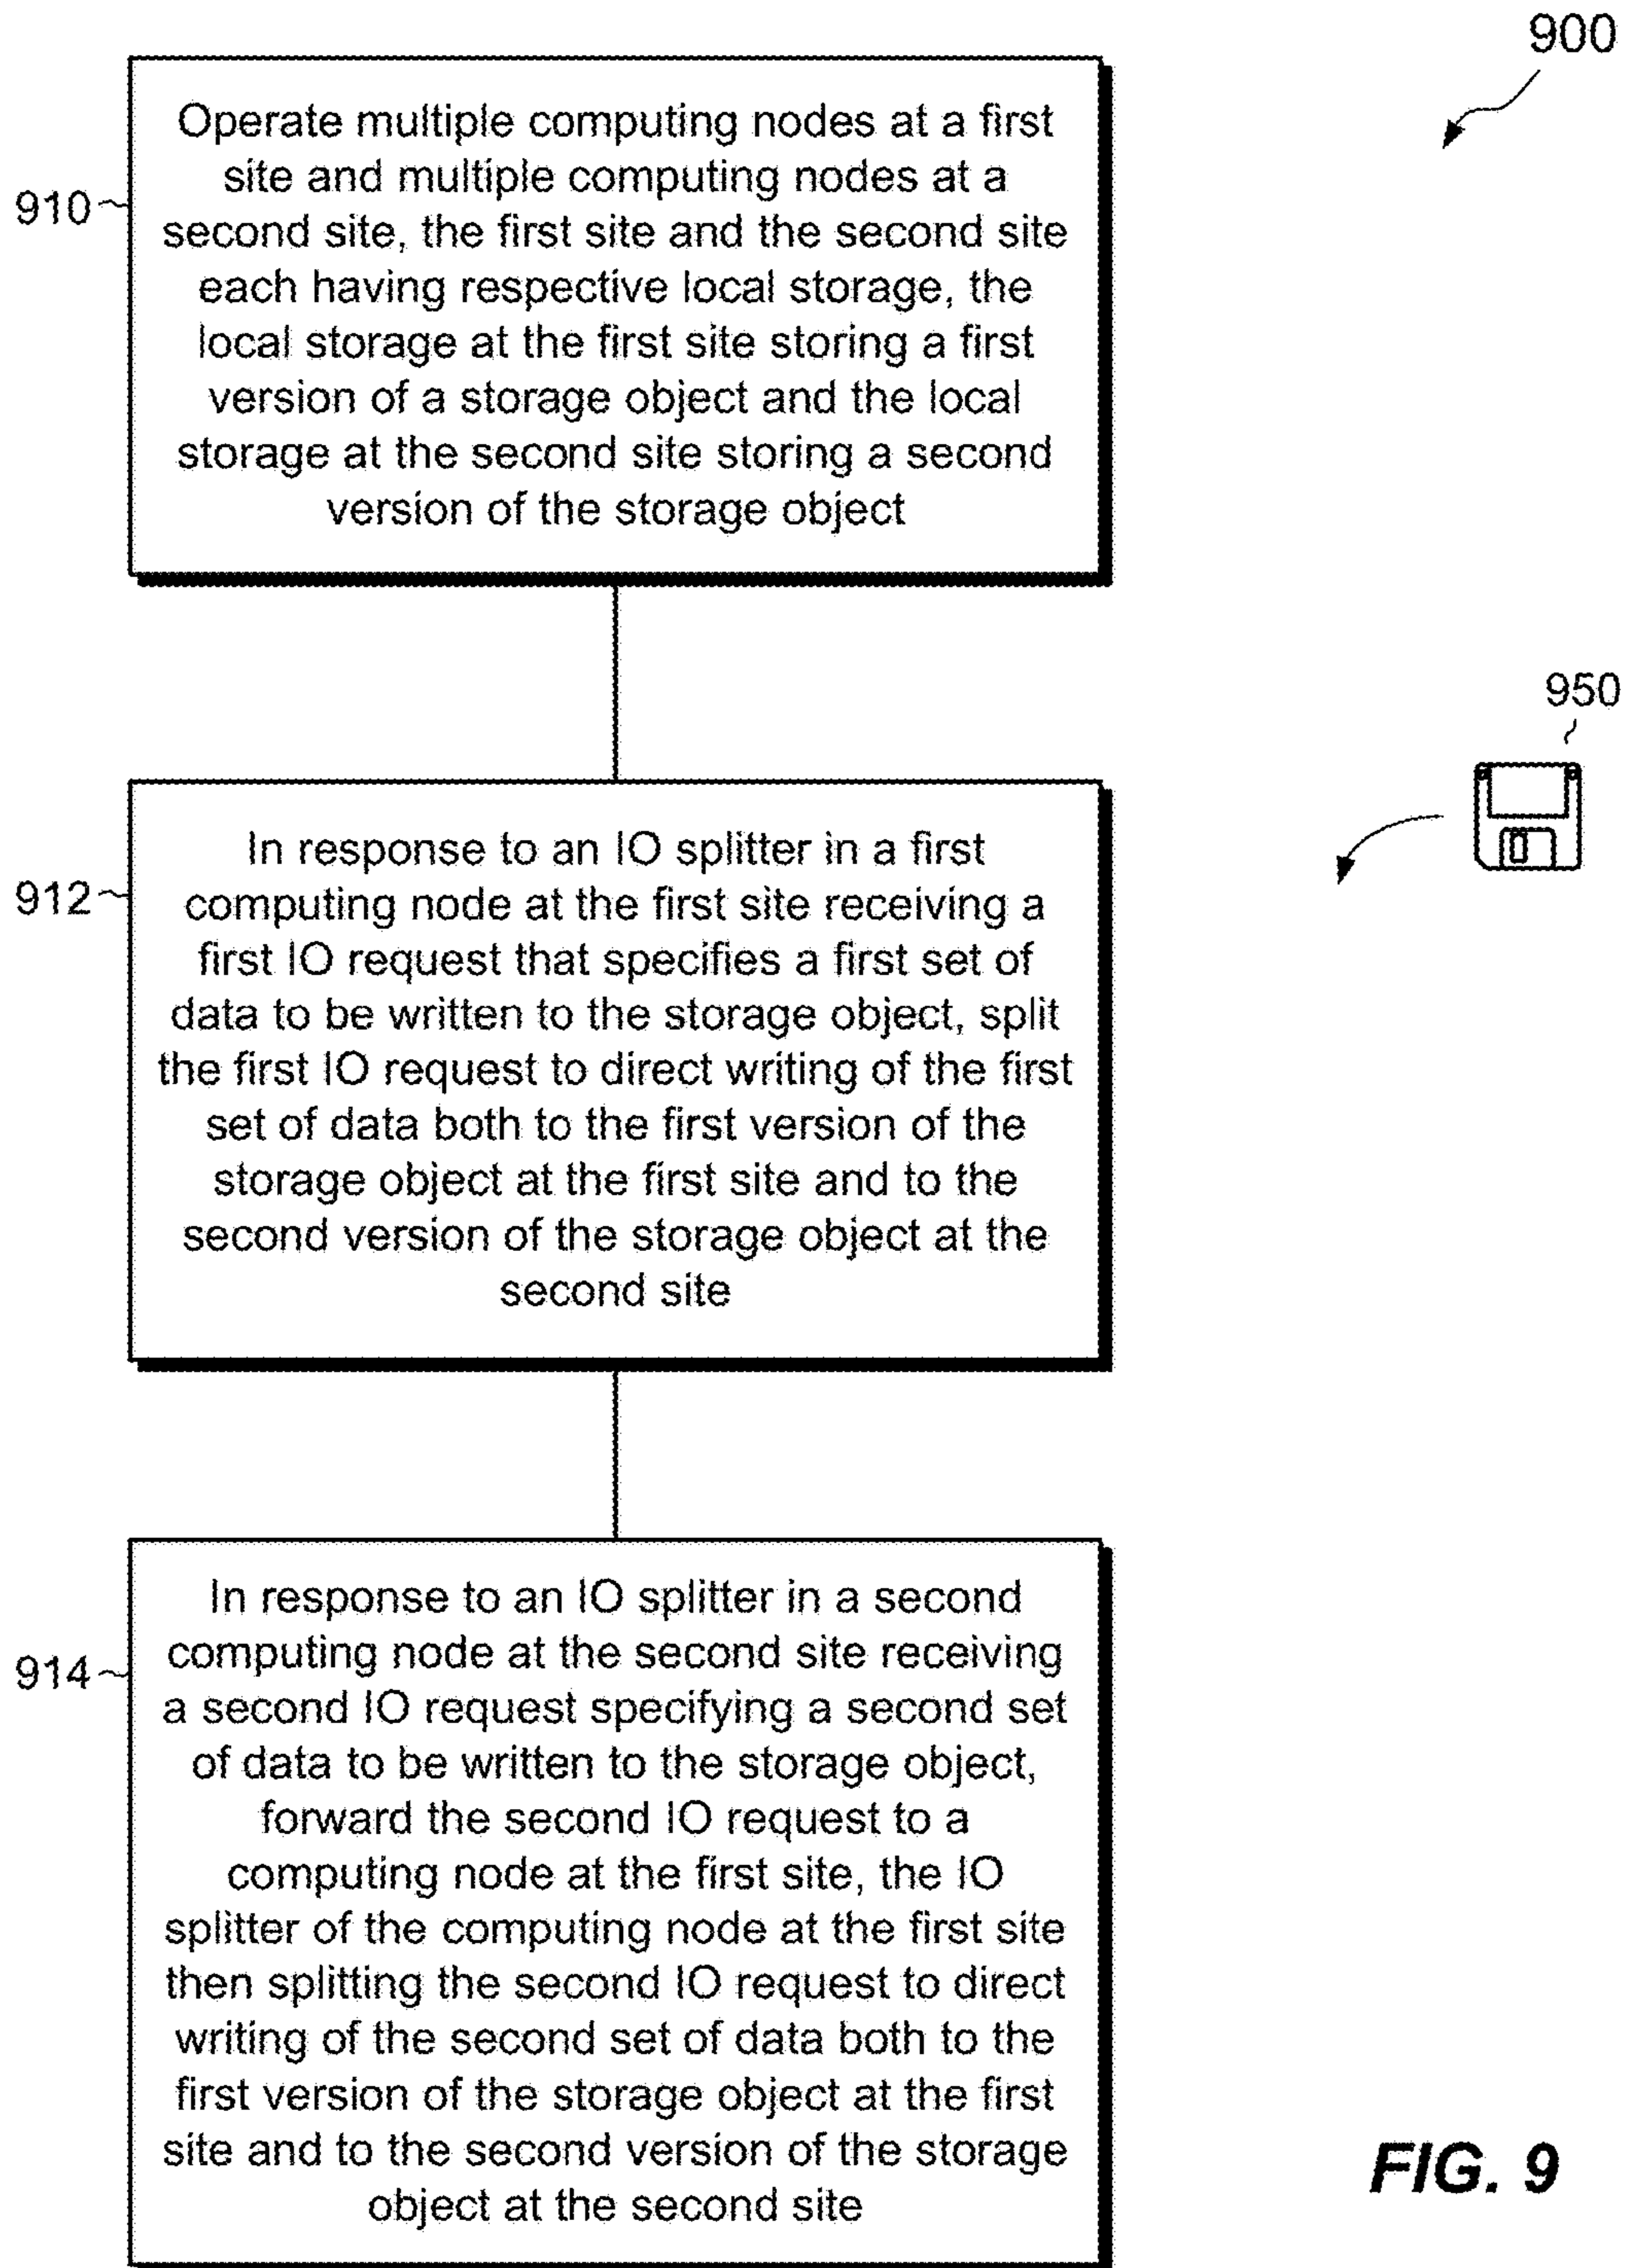 900
Operate multiple computing nodes at a first
site and multiple computing nodes at a
second site, the first site and the second site
each having respective local storage, the
local storage at the first site storing a first
version of a storage object and the local
storage at the second site storing a second
version of the storage object
910
950
In response to an IO splitter in a first
computing node at the first site receiving a
first IO request that specifies a first set of
data to be written to the storage object, split
the first IO request to direct writing of the first
set of data both to the first version of the
storage object at the first site and to the
second version of the storage object at the
second site
912
In response to an IO splitter in a second
computing node at the second site receiving
a second IO request specifying a second set
of data to be written to the storage object,
forward the second IO request to a
computing node at the first site, the IO
splitter of the computing node at the first site
then splitting the second IO request to direct
writing of the second set of data both to the
first version of the storage object at the first
site and to the second version of the storage
object at the second site
914
FIG. 9